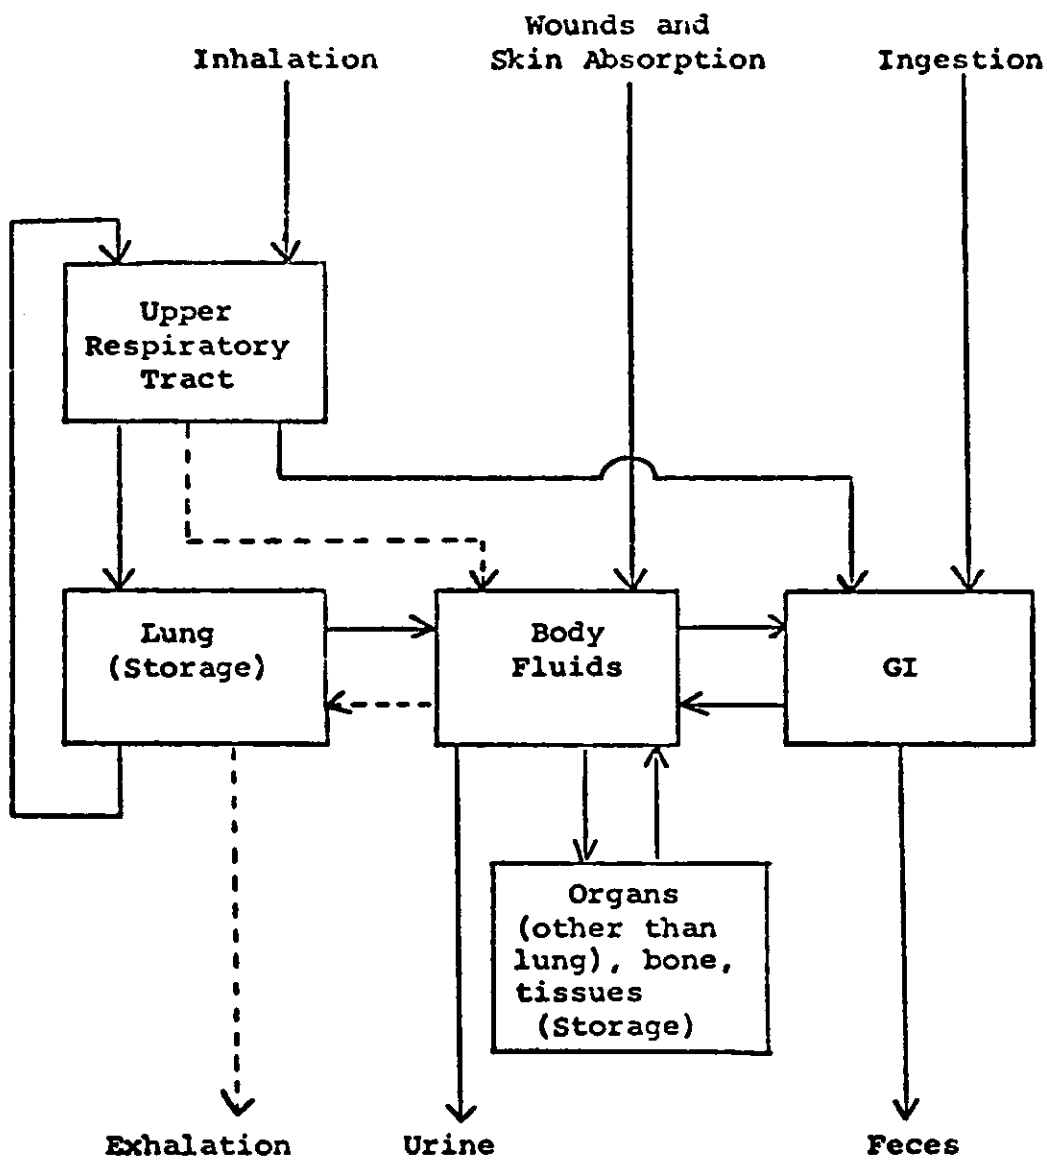 Wounds and
Inhalation Skin Absorption Ingestion
Upper
Respiratory
Tract
Lung
(Storage)
Body
Fluids
GI
Organs
(other than
lung), bone,
tissues
(Storage)
Exhalation Urine Feces